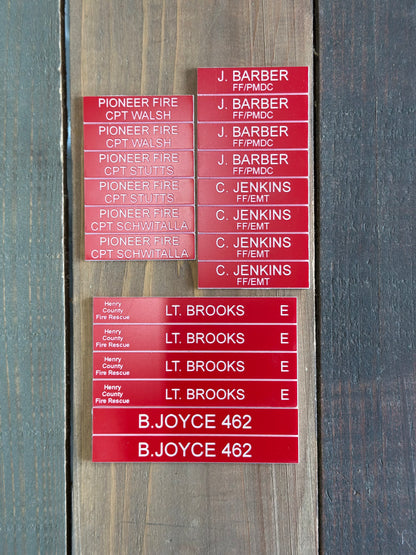 PIONEER FIRE
CPT WALSH
PIONEER FIRE
CPT WALSH
PIONEER FIRE
CPT STUTTS
PIONEER FIRE
CPT STUTTS
PIONEER FIRE
CPT SCHWITALLA
PIONEER FIRE
CPT SCHWITALLA
J. BARBER
FF/PMDC
J. BARBER
FF/PMDC
J. BARBER
FF/PMDC
J. BARBER
FF/PMDC
C. JENKINS
FF/EMT
C. JENKINS
FF/EMT
C. JENKINS
FF/EMT
C. JENKINS
FF/EMT
Henry
County
Fire Rescue
LT. BROOKS
E
Henry
County
Fire Rescue
LT. BROOKS
E
Henry
County
Fire Rescue
LT. BROOKS
E
Henry
County
Fire Rescue
LT. BROOKS
E
B.JOYCE 462
B.JOYCE 462